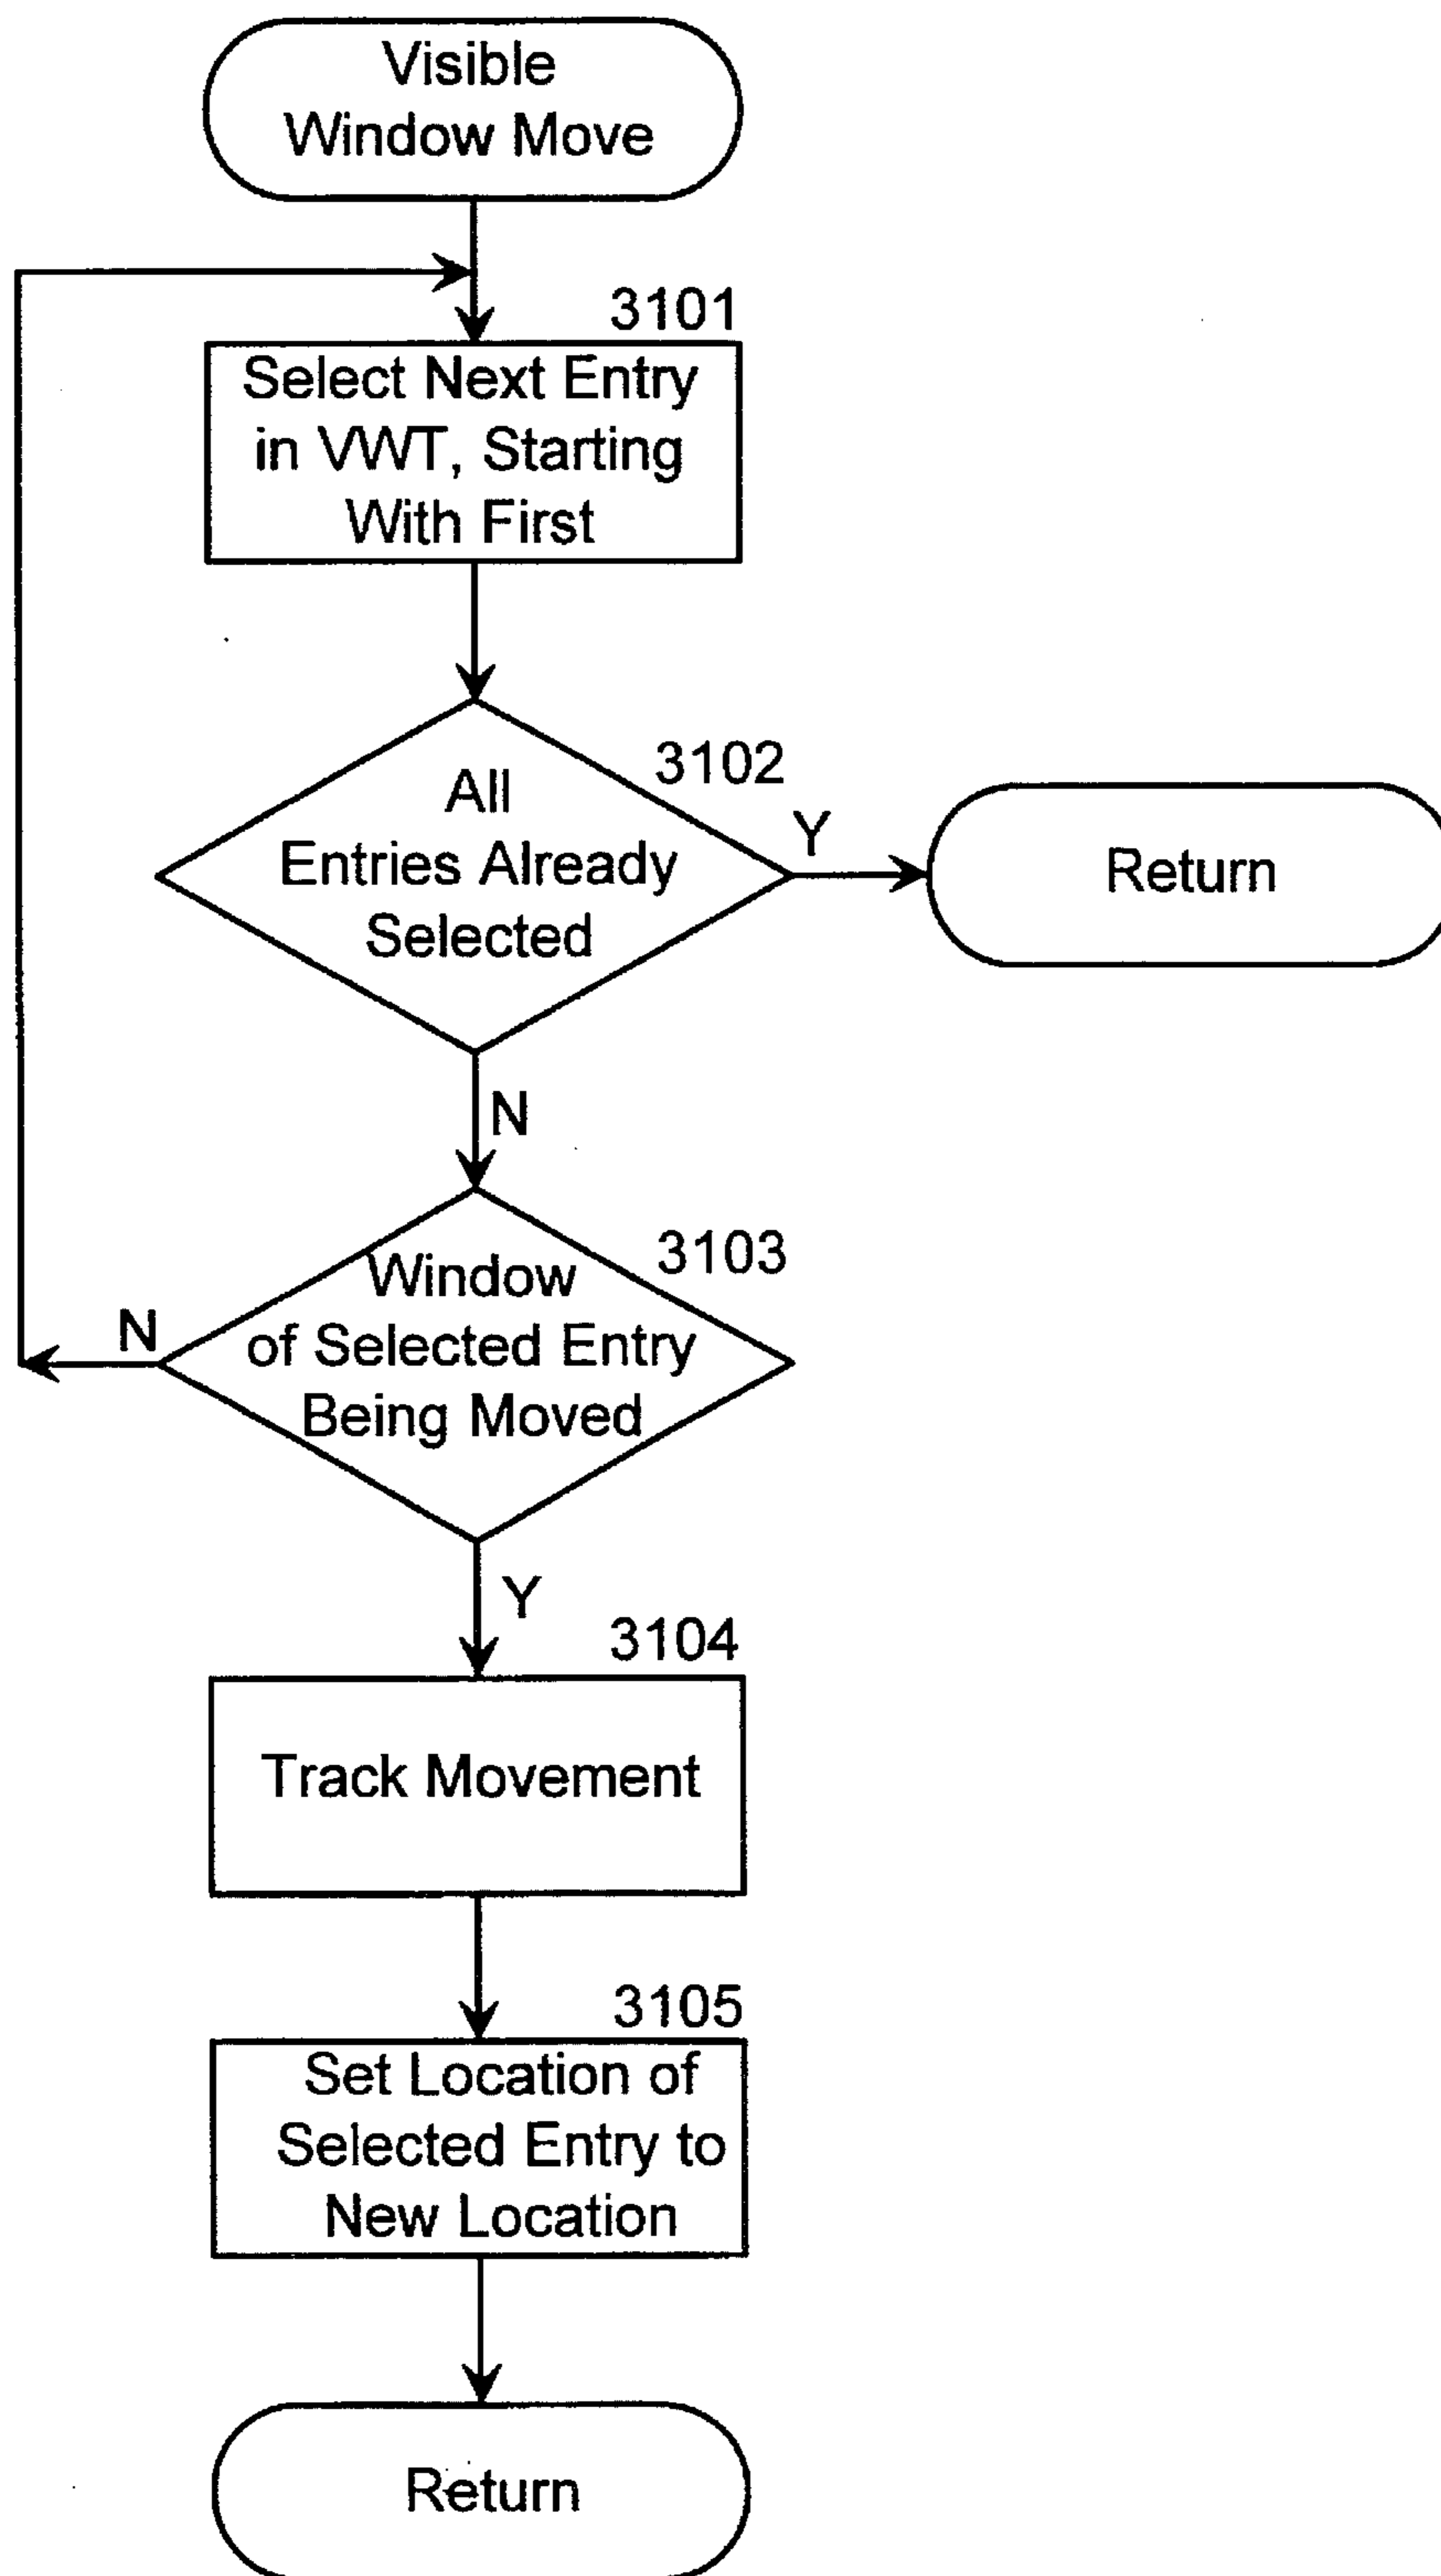 Visible
Window Move
3101
Select Next Entry
in VWT, Starting
With First
3102
All
Entries Already
Selected
Y
Return
N
3103
Window
of Selected Entry
Being Moved
N
Y
3104
Track Movement
3105
Set Location of
Selected Entry to
New Location
Return